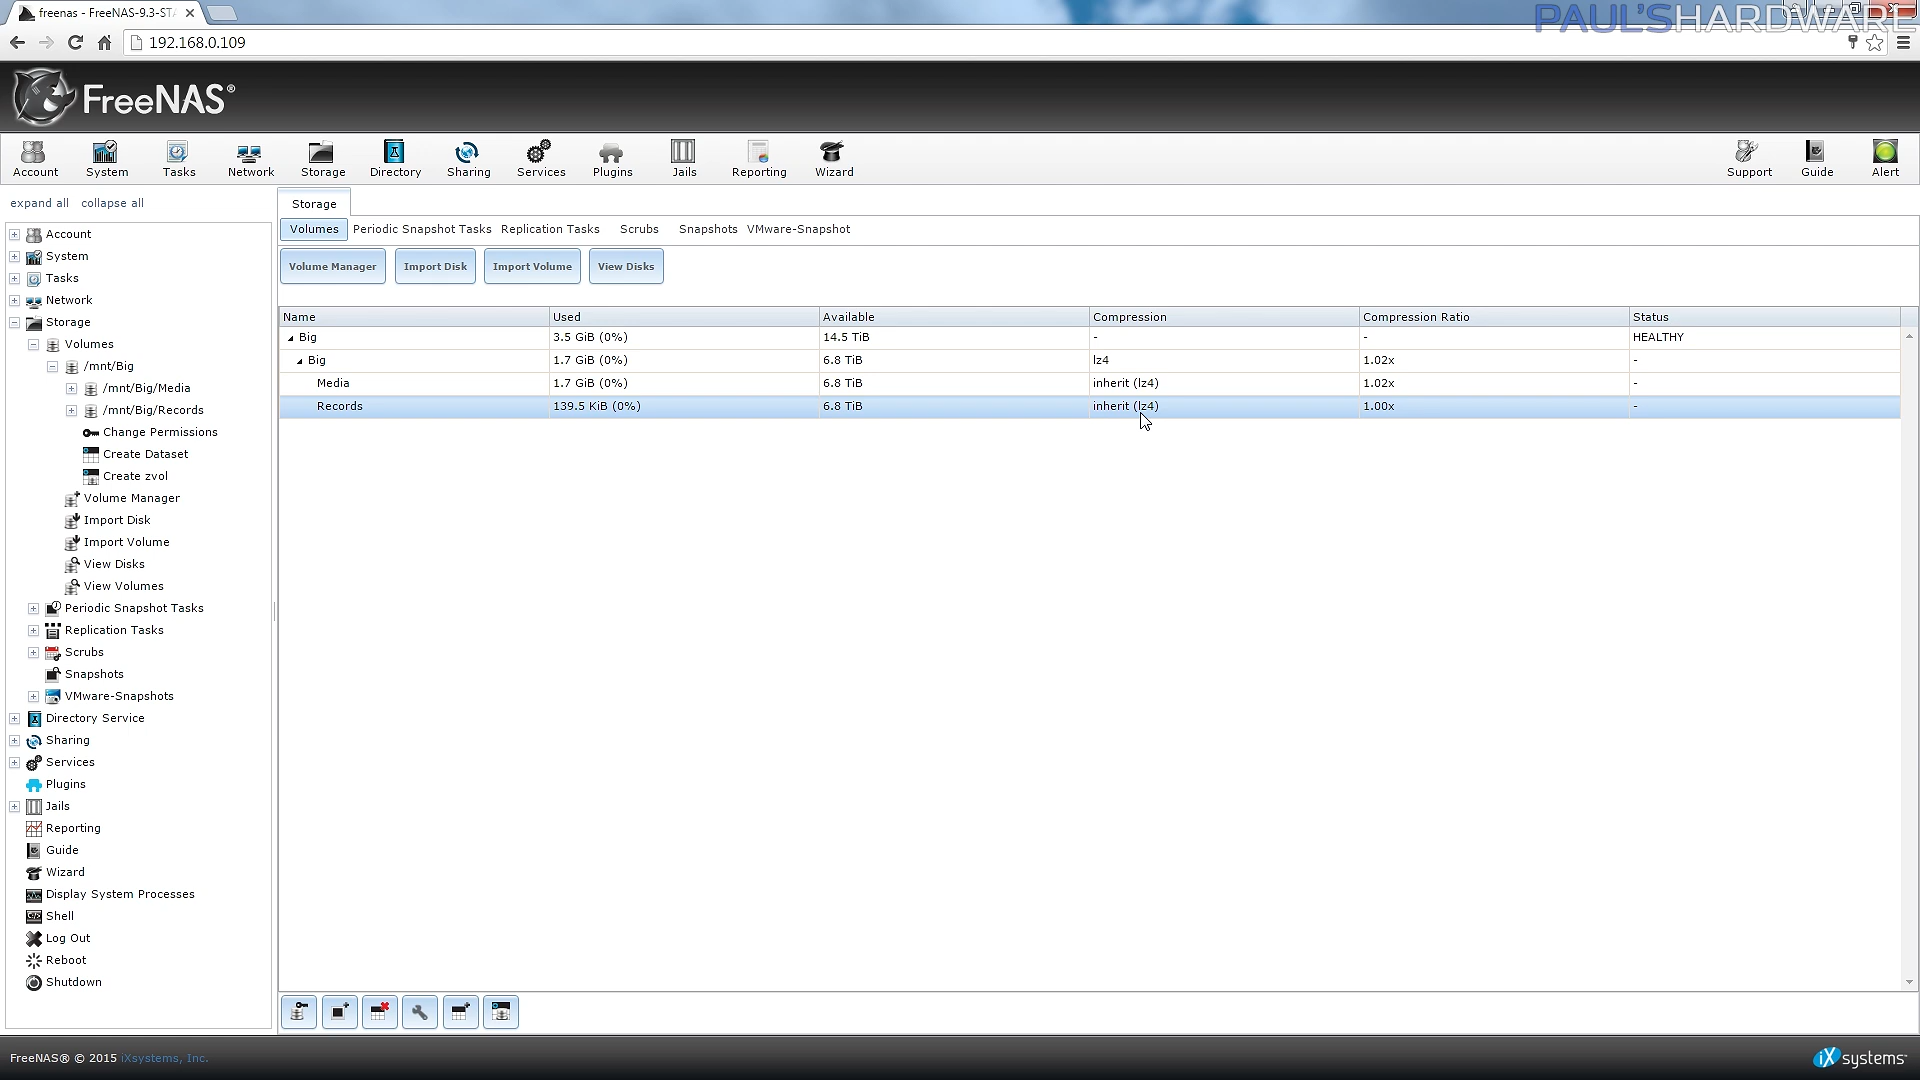 freenas - FreeNAS-9.3-STA
PAUL'SHARDWARE
192.168.0.109
FreeNAS®
Account System Tasks Network Storage Directory Sharing Services Plugins Jails Reporting Wizard Support Guide Alert
expand all collapse all
Account
System
Tasks
Network
Storage
Volumes
/mnt/Big
/mnt/Big/Media
/mnt/Big/Records
Change Permissions
Create Dataset
Create zvol
Volume Manager
Import Disk
Import Volume
View Disks
View Volumes
Periodic Snapshot Tasks
Replication Tasks
Scrubs
Snapshots
VMware-Snapshots
Directory Service
Sharing
Services
Plugins
Jails
Reporting
Guide
Wizard
Display System Processes
Shell
Log Out
Reboot
Shutdown
Storage
Volumes Periodic Snapshot Tasks Replication Tasks Scrubs Snapshots VMware-Snapshot
Volume Manager Import Disk Import Volume View Disks
Name Used Available Compression Compression Ratio Status
Big 3.5 GiB (0%) 14.5 TiB - - HEALTHY
Big 1.7 GiB (0%) 6.8 TiB lz4 1.02x -
Media 1.7 GiB (0%) 6.8 TiB inherit (lz4) 1.02x -
Records 139.5 KiB (0%) 6.8 TiB inherit (lz4) 1.00x -
FreeNAS® © 2015 iXsystems, Inc.
iXsystems